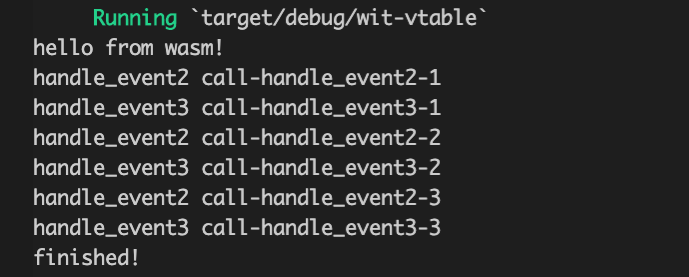 Running `target/debug/wit-vtable`
hello from wasm!
handle_event2 call-handle_event2-1
handle_event3 call-handle_event3-1
handle_event2 call-handle_event2-2
handle_event3 call-handle_event3-2
handle_event2 call-handle_event2-3
handle_event3 call-handle_event3-3
finished!